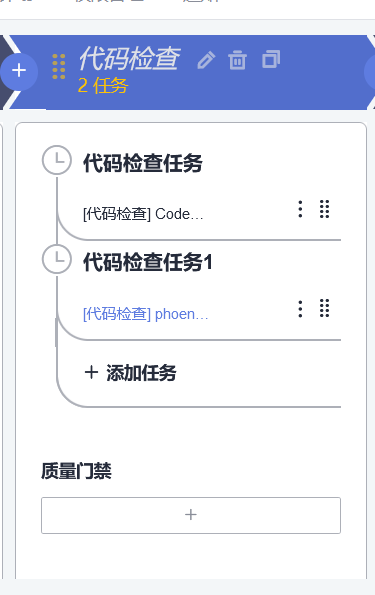 代码检查
2 任务
代码检查任务
[代码检查] Code...
代码检查任务1
[代码检查] phoen...
+ 添加任务
质量门禁
+